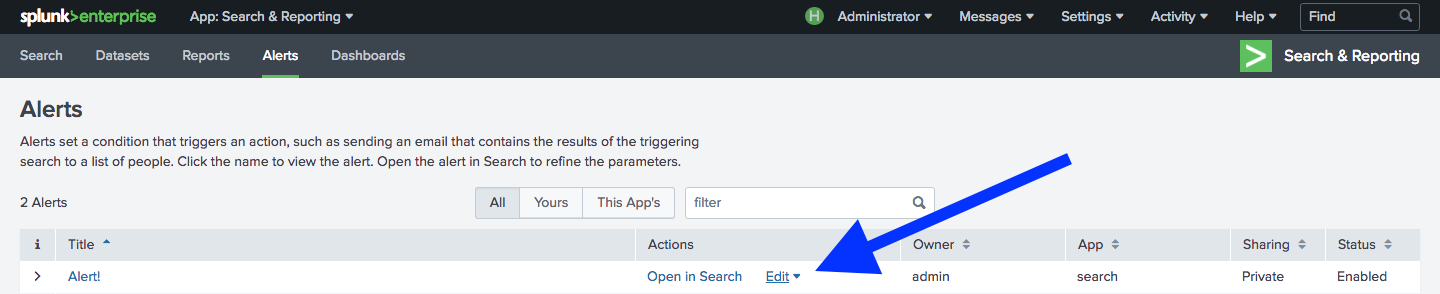 splunk>enterprise App: Search & Reporting H Administrator Messages Settings Activity Help Find
Search Datasets Reports Alerts Dashboards > Search & Reporting
Alerts
Alerts set a condition that triggers an action, such as sending an email that contains the results of the triggering
search to a list of people. Click the name to view the alert. Open the alert in Search to refine the parameters.
2 Alerts All Yours This App's filter
i Title Actions Owner App Sharing Status
Alert! Open in Search Edit admin search Private Enabled